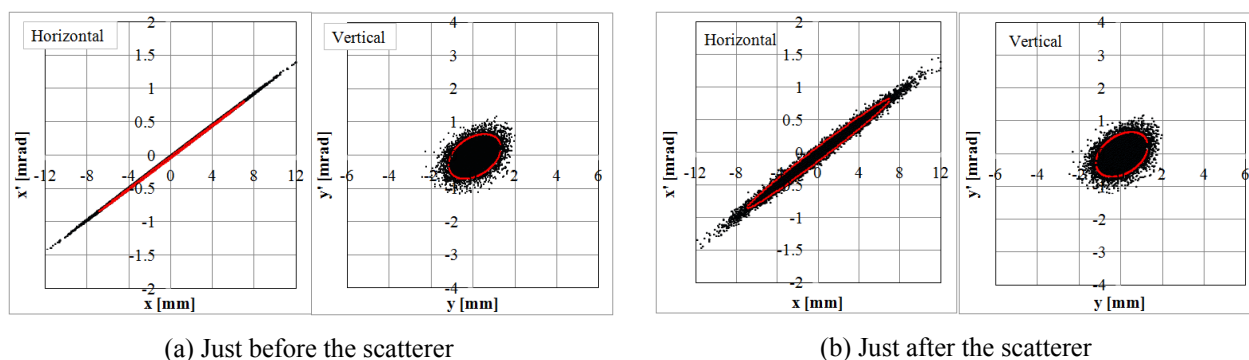 Horizontal
x' [mrad]
2
1.5
1
0.5
0
-0.5
-1
-1.5
-2
-12 -8 -4 0 4 8 12
x [mm]
Vertical
y' [mrad]
4
3
2
1
0
-1
-2
-3
-4
-6 -4 -2 0 2 4 6
y [mm]
(a) Just before the scatterer
Horizontal
x' [mrad]
2
1.5
1
0.5
0
-0.5
-1
-1.5
-2
-12 -8 -4 0 4 8 12
x [mm]
Vertical
y' [mrad]
4
3
2
1
0
-1
-2
-3
-4
-6 -4 -2 0 2 4 6
y [mm]
(b) Just after the scatterer